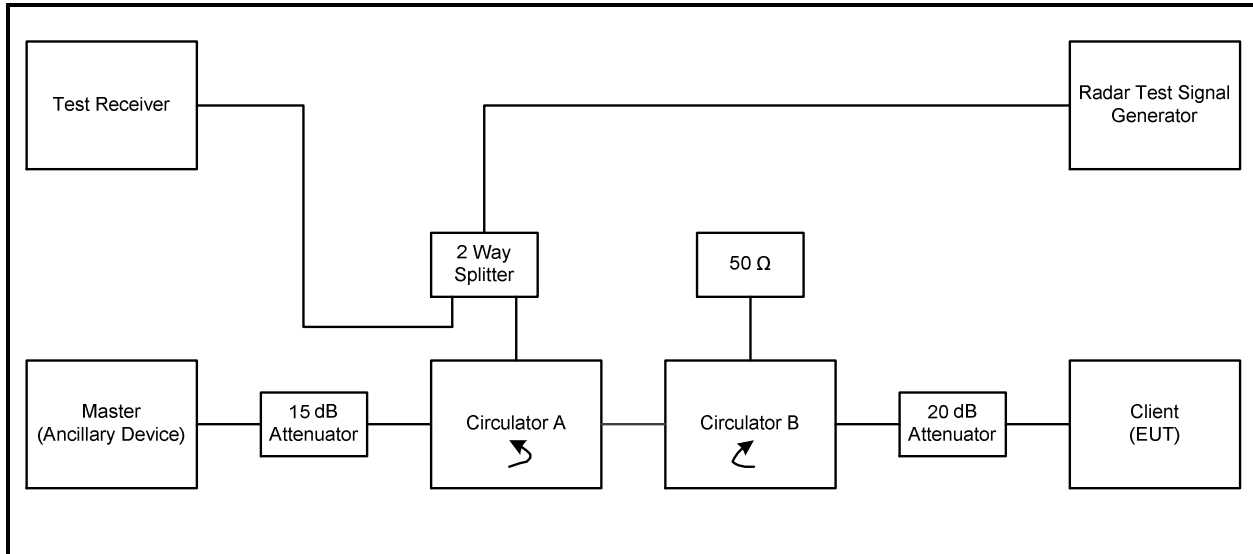 Test Receiver
Radar Test Signal
Generator
2 Way
Splitter
50 Ω
Master
(Ancillary Device)
15 dB
Attenuator
Circulator A
Circulator B
20 dB
Attenuator
Client
(EUT)